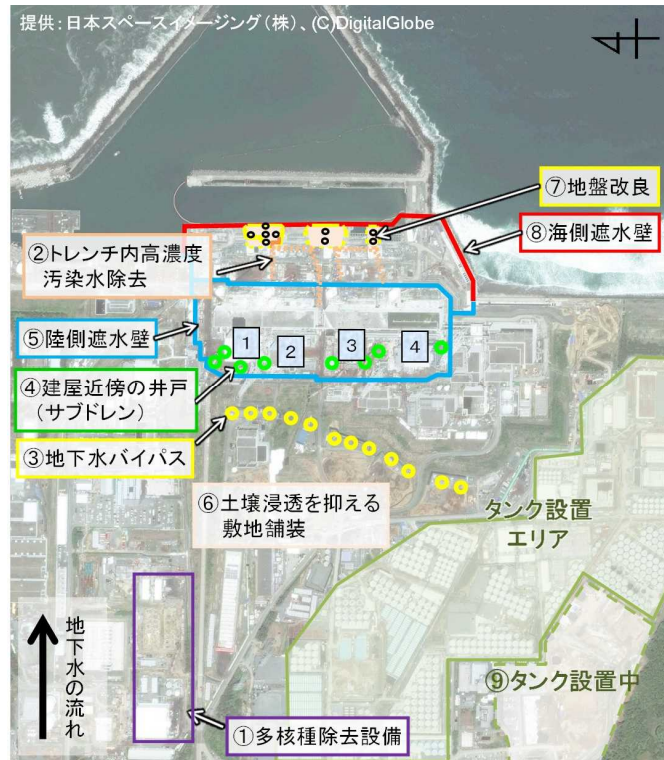 提供：日本スペースイメージング（株）、(C)DigitalGlobe
⑦地盤改良
⑧海側遮水壁
②トレンチ内高濃度
汚染水除去
⑤陸側遮水壁
1
2
3
4
④建屋近傍の井戸
（サブドレン）
③地下水バイパス
⑥土壌浸透を抑える
敷地舗装
タンク設置
エリア
地下水の流れ
⑨タンク設置中
①多核種除去設備